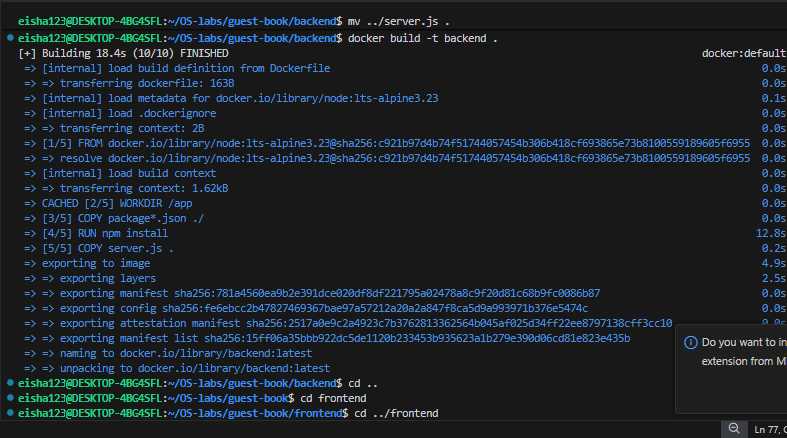 eisha123@DESKTOP-4BG4SFL:~/OS-labs/guest-book/backend$ mv ../server.js .
eisha123@DESKTOP-4BG4SFL:~/OS-labs/guest-book/backend$ docker build -t backend .
[+] Building 18.4s (10/10) FINISHED docker:default
=> [internal] load build definition from Dockerfile 0.0s
=> => transferring dockerfile: 163B 0.0s
=> [internal] load metadata for docker.io/library/node:lts-alpine3.23 0.1s
=> [internal] load .dockerignore 0.0s
=> => transferring context: 2B 0.0s
=> [1/5] FROM docker.io/library/node:lts-alpine3.23@sha256:c921b97d4b74f51744057454b306b418cf693865e73b8100559189605f6955 0.0s
=> => resolve docker.io/library/node:lts-alpine3.23@sha256:c921b97d4b74f51744057454b306b418cf693865e73b8100559189605f6955 0.0s
=> [internal] load build context 0.0s
=> => transferring context: 1.62kB 0.0s
=> CACHED [2/5] WORKDIR /app 0.0s
=> [3/5] COPY package*.json ./ 0.0s
=> [4/5] RUN npm install 12.8s
=> [5/5] COPY server.js . 0.2s
=> exporting to image 4.9s
=> => exporting layers 2.5s
=> => exporting manifest sha256:781a4560ea9b2e391dce020df8df221795a02478a8c9f20d81c68b9fc0086b87 0.0s
=> => exporting config sha256:fe6ebcc2b47827469367bae97a57212a20a2a847f8ca5d9a993971b376e5474c 0.0s
=> => exporting attestation manifest sha256:2517a0e9c2a4923c7b3762813362564b045af025d34ff22ee8797138cff3cc10 0.0s
=> => exporting manifest list sha256:15ff06a35bbb922dc5de1120b233453b935623a1b279e390d06cd81e823e435b
=> => naming to docker.io/library/backend:latest
=> => unpacking to docker.io/library/backend:latest
Do you want to in
extension from M
eisha123@DESKTOP-4BG4SFL:~/OS-labs/guest-book/backend$ cd ..
eisha123@DESKTOP-4BG4SFL:~/OS-labs/guest-book$ cd frontend
eisha123@DESKTOP-4BG4SFL:~/OS-labs/guest-book/frontend$ cd ../frontend
Ln 77, C